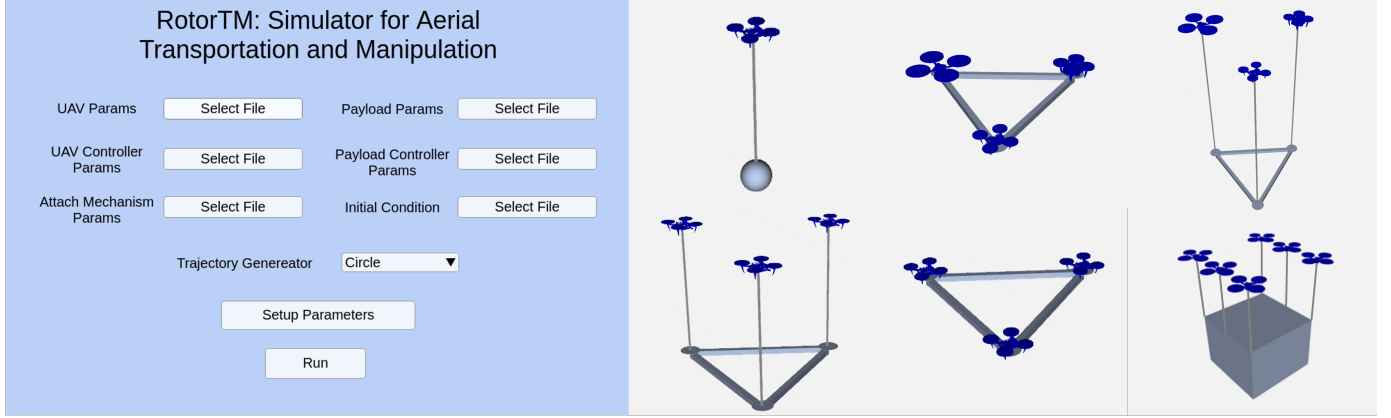 RotorTM: Simulator for Aerial
Transportation and Manipulation
UAV Params
Select File
Payload Params
Select File
UAV Controller
Params
Select File
Payload Controller
Params
Select File
Attach Mechanism
Params
Select File
Initial Condition
Select File
Trajectory Genereator
Circle
Setup Parameters
Run